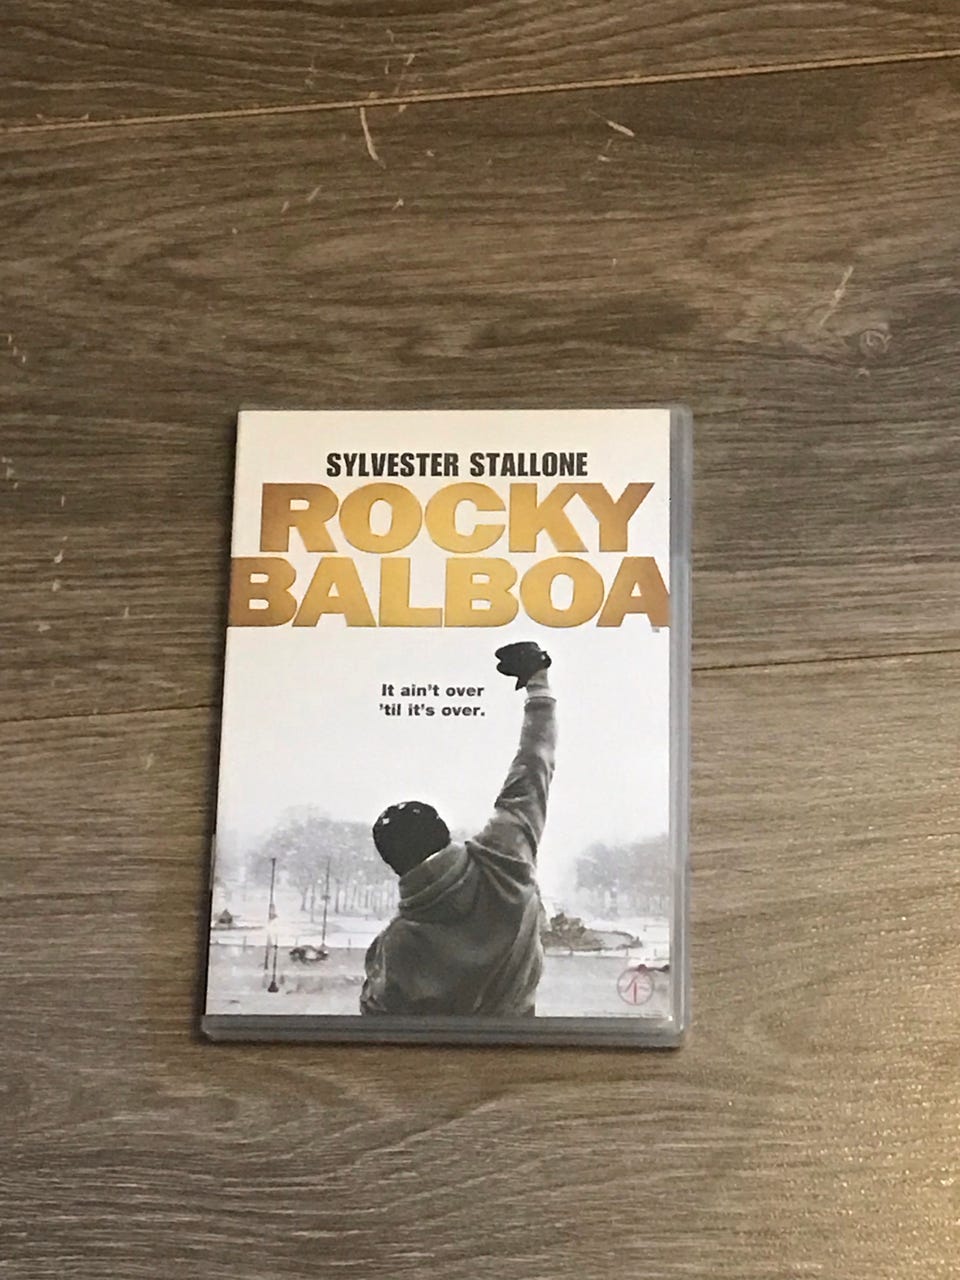 SYLVESTER STALLONE
ROCKY
BALBOA
It ain't over
'til it's over.